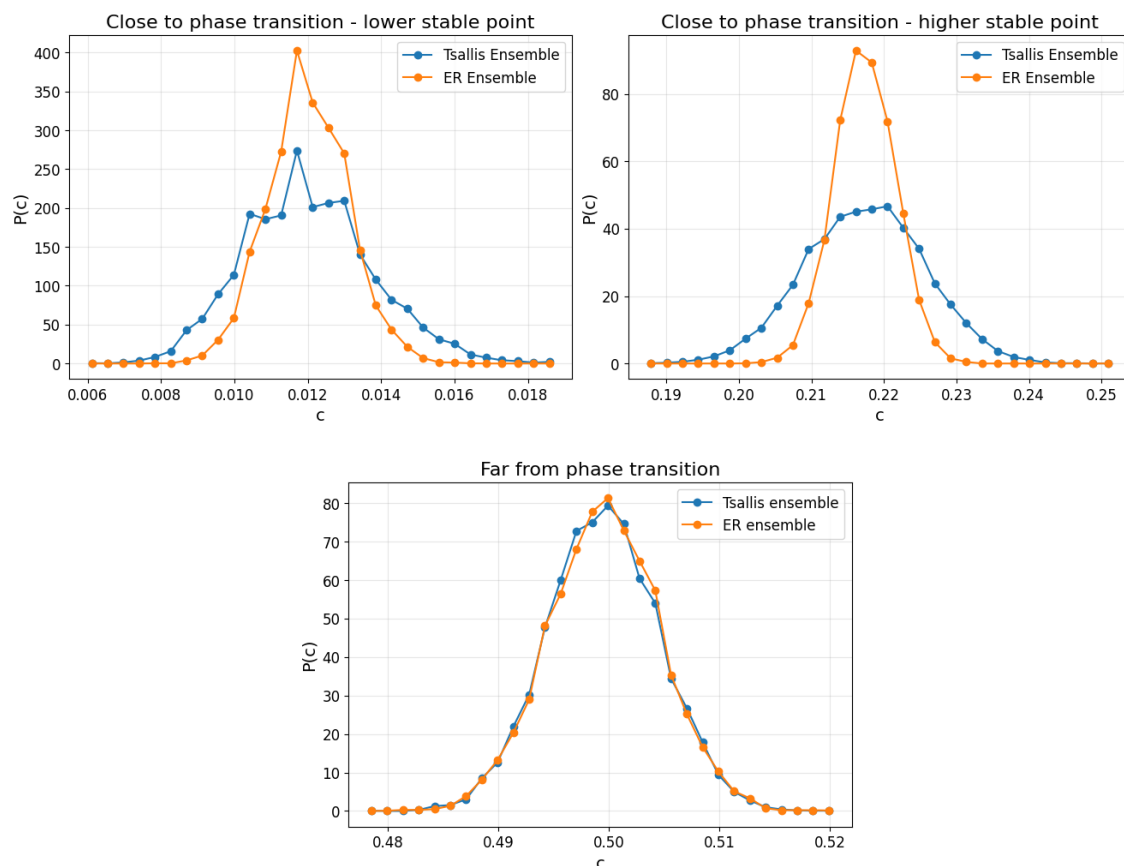 Close to phase transition - lower stable point
Tsallis Ensemble
ER Ensemble
P(c)
400
350
300
250
200
150
100
50
0
0.006 0.008 0.010 0.012 0.014 0.016 0.018
c
Close to phase transition - higher stable point
Tsallis Ensemble
ER Ensemble
P(c)
80
60
40
20
0
0.19 0.20 0.21 0.22 0.23 0.24 0.25
c
Far from phase transition
Tsallis ensemble
ER ensemble
P(c)
80
70
60
50
40
30
20
10
0
0.48 0.49 0.50 0.51 0.52
c